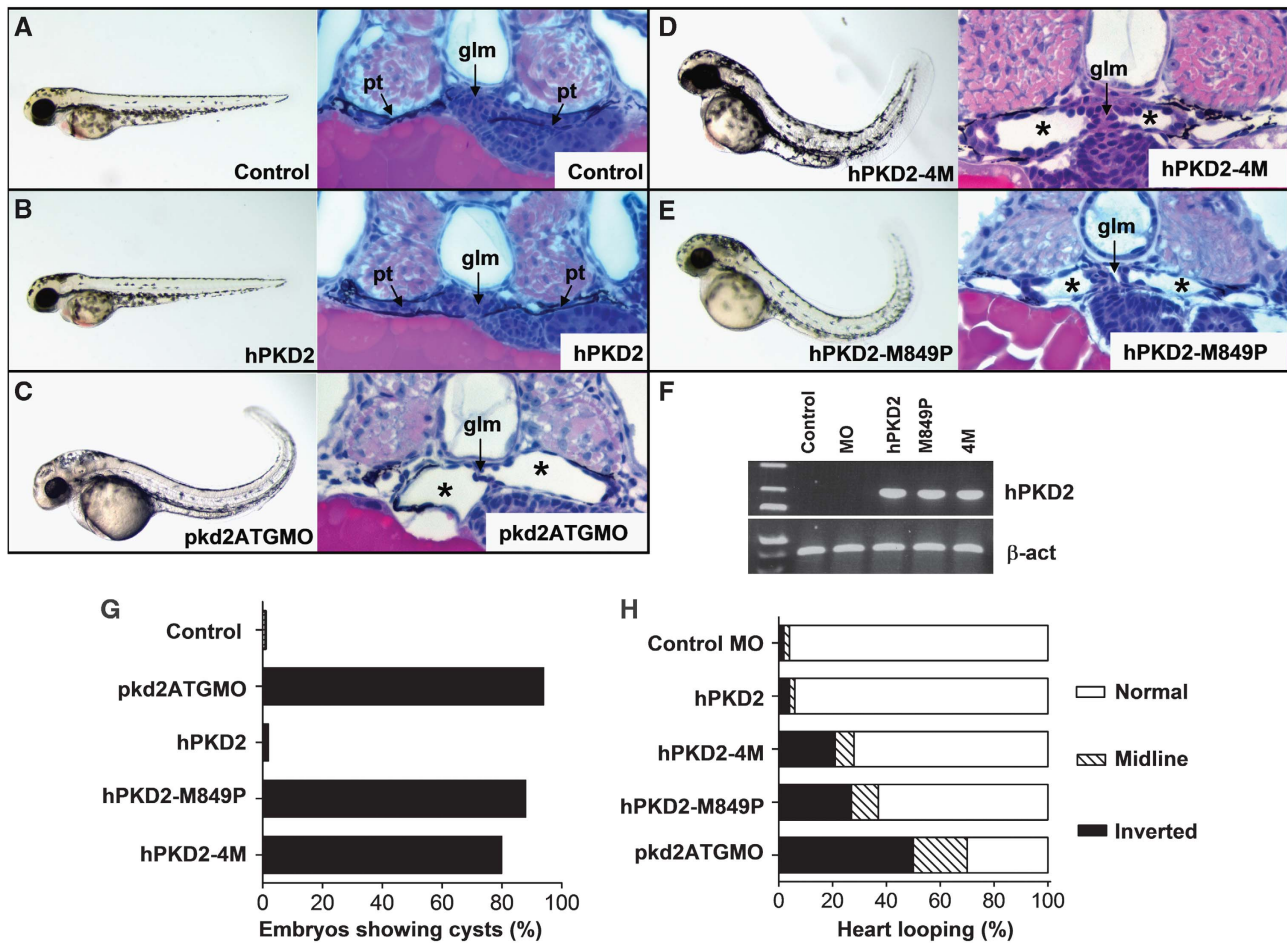 A
Control
glm
pt
pt
Control
B
hPKD2
pt
glm
pt
hPKD2
C
pkd2ATGMO
glm
*
*
pkd2ATGMO
D
hPKD2-4M
glm
*
*
hPKD2-4M
E
hPKD2-M849P
glm
*
*
hPKD2-M849P
F
Control
MO
hPKD2
M849P
4M
hPKD2
β-act
G
Control
pkd2ATGMO
hPKD2
hPKD2-M849P
hPKD2-4M
0 20 40 60 80 100
Embryos showing cysts (%)
H
Control MO
hPKD2
hPKD2-4M
hPKD2-M849P
pkd2ATGMO
0 20 40 60 80 100
Heart looping (%)
Normal
Midline
Inverted